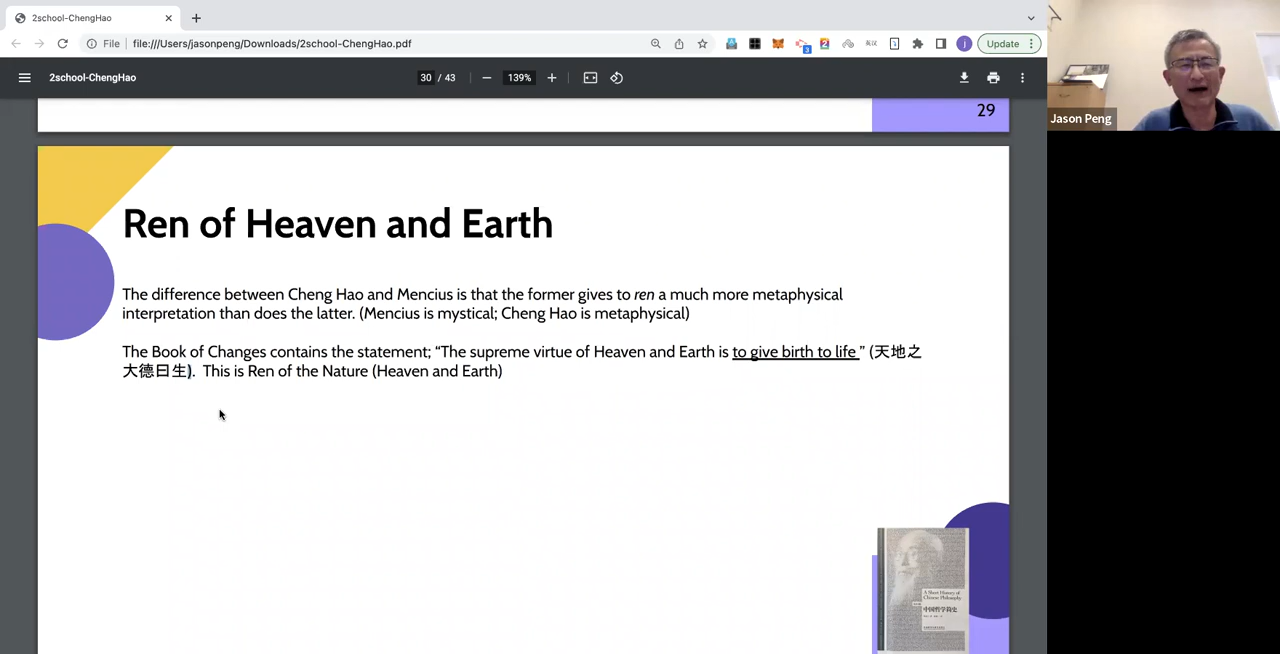 2school-ChengHao
File
file:///Users/jasonpeng/Downloads/2school-ChengHao.pdf
Update
2school-ChengHao
30 / 43
139%
Jason Peng
29
Ren of Heaven and Earth
The difference between Cheng Hao and Mencius is that the former gives to ren a much more metaphysical
interpretation than does the latter. (Mencius is mystical; Cheng Hao is metaphysical)
The Book of Changes contains the statement; “The supreme virtue of Heaven and Earth is to give birth to life ” (天地之
大德曰生). This is Ren of the Nature (Heaven and Earth)
A Short History of
Chinese Philosophy
中国哲学简史